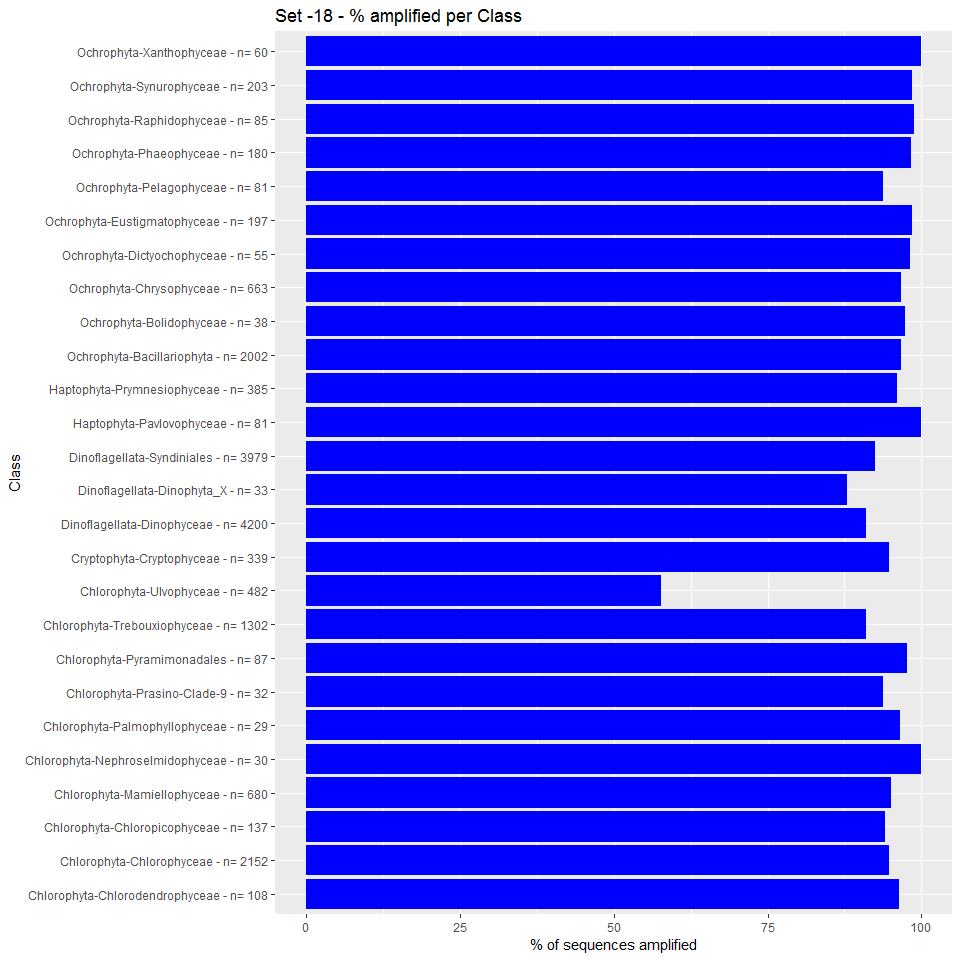 Set -18 - % amplified per Class
Class
Ochrophyta-Xanthophyceae - n= 60
Ochrophyta-Synurophyceae - n= 203
Ochrophyta-Raphidophyceae - n= 85
Ochrophyta-Phaeophyceae - n= 180
Ochrophyta-Pelagophyceae - n= 81
Ochrophyta-Eustigmatophyceae - n= 197
Ochrophyta-Dictyochophyceae - n= 55
Ochrophyta-Chrysophyceae - n= 663
Ochrophyta-Bolidophyceae - n= 38
Ochrophyta-Bacillariophyta - n= 2002
Haptophyta-Prymnesiophyceae - n= 385
Haptophyta-Pavlovophyceae - n= 81
Dinoflagellata-Syndiniales - n= 3979
Dinoflagellata-Dinophyta_X - n= 33
Dinoflagellata-Dinophyceae - n= 4200
Cryptophyta-Cryptophyceae - n= 339
Chlorophyta-Ulvophyceae - n= 482
Chlorophyta-Trebouxiophyceae - n= 1302
Chlorophyta-Pyramimonadales - n= 87
Chlorophyta-Prasino-Clade-9 - n= 32
Chlorophyta-Palmophyllophyceae - n= 29
Chlorophyta-Nephroselmidophyceae - n= 30
Chlorophyta-Mamiellophyceae - n= 680
Chlorophyta-Chloropicophyceae - n= 137
Chlorophyta-Chlorophyceae - n= 2152
Chlorophyta-Chlorodendrophyceae - n= 108
0 25 50 75 100
% of sequences amplified